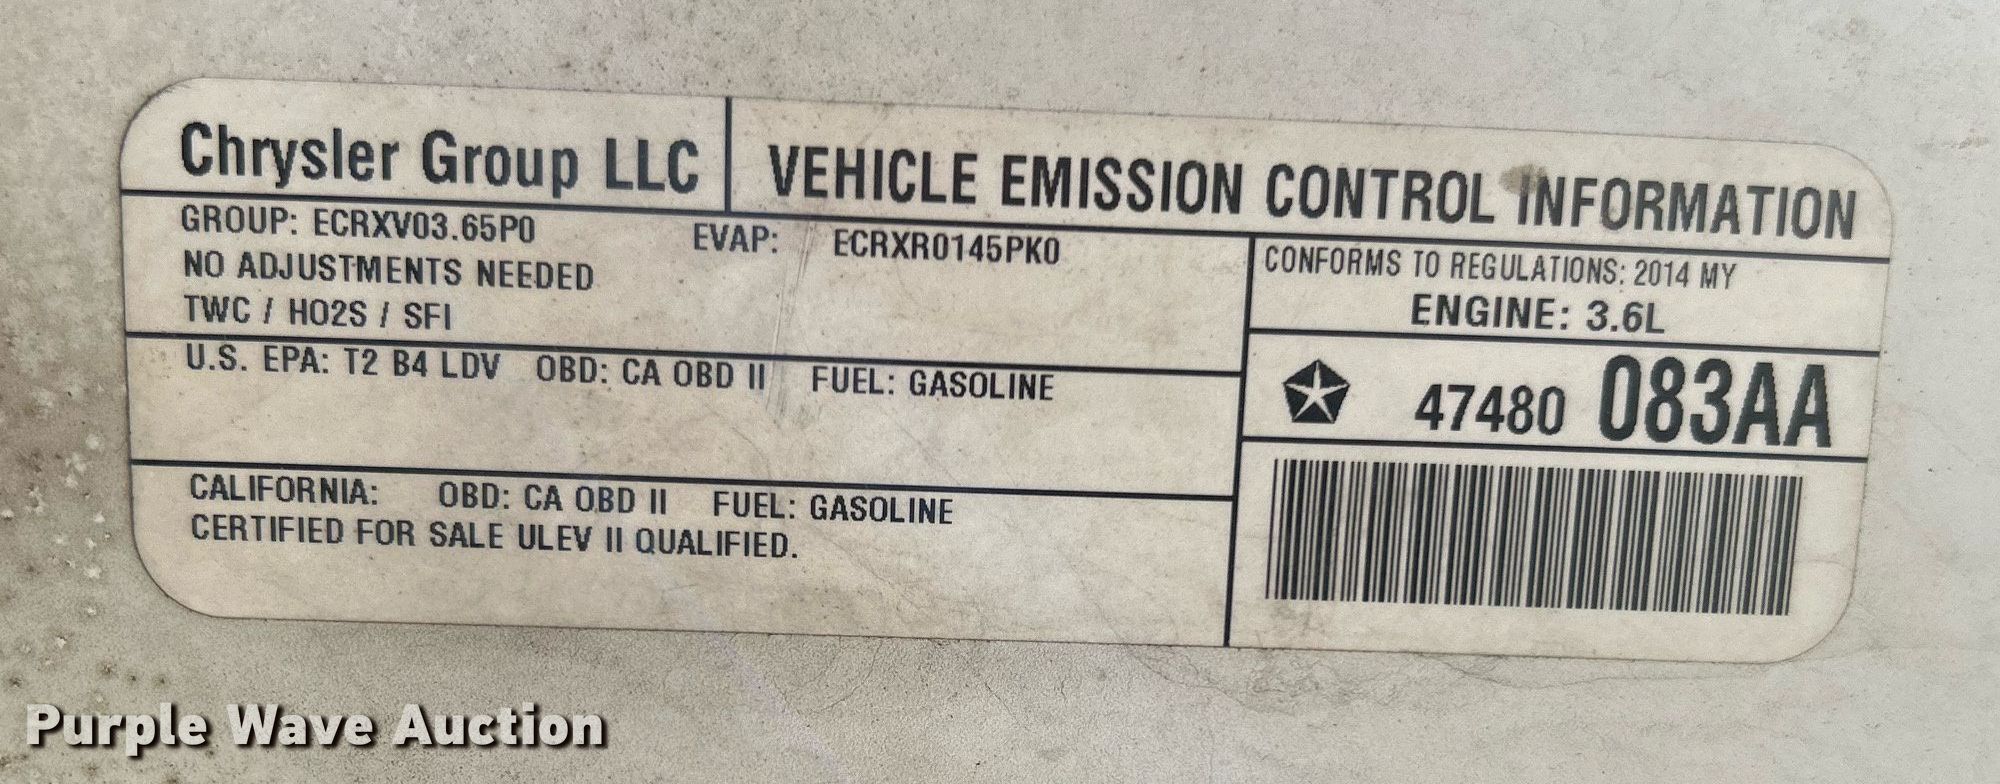 Chrysler Group LLC
VEHICLE EMISSION CONTROL INFORMATION
GROUP: ECRXV03.65P0 EVAP: ECRXR0145PK0
NO ADJUSTMENTS NEEDED
TWC / HO2S / SFI
CONFORMS TO REGULATIONS: 2014 MY
ENGINE: 3.6L
U.S. EPA: T2 B4 LDV OBD: CA OBD II FUEL: GASOLINE
47480 083AA
CALIFORNIA: OBD: CA OBD II FUEL: GASOLINE
CERTIFIED FOR SALE ULEV II QUALIFIED.
Purple Wave Auction